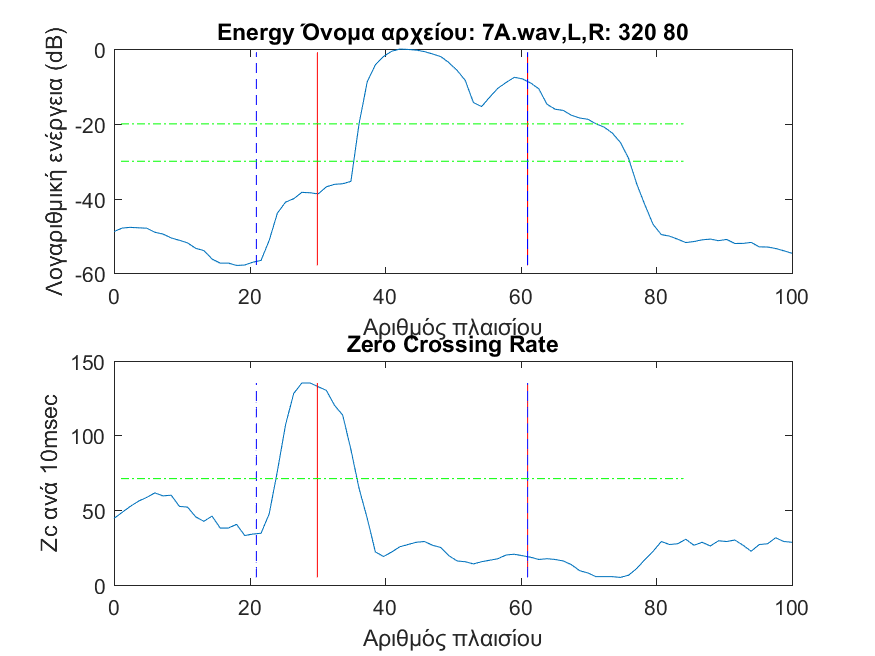 Energy Όνομα αρχείου: 7A.wav,L,R: 320 80
Λογαριθμική ενέργεια (dB)
0
-20
-40
-60
0 20 40 60 80 100
Αριθμός πλαισίου
Zero Crossing Rate
Zc ανά 10msec
150
100
50
0
0 20 40 60 80 100
Αριθμός πλαισίου